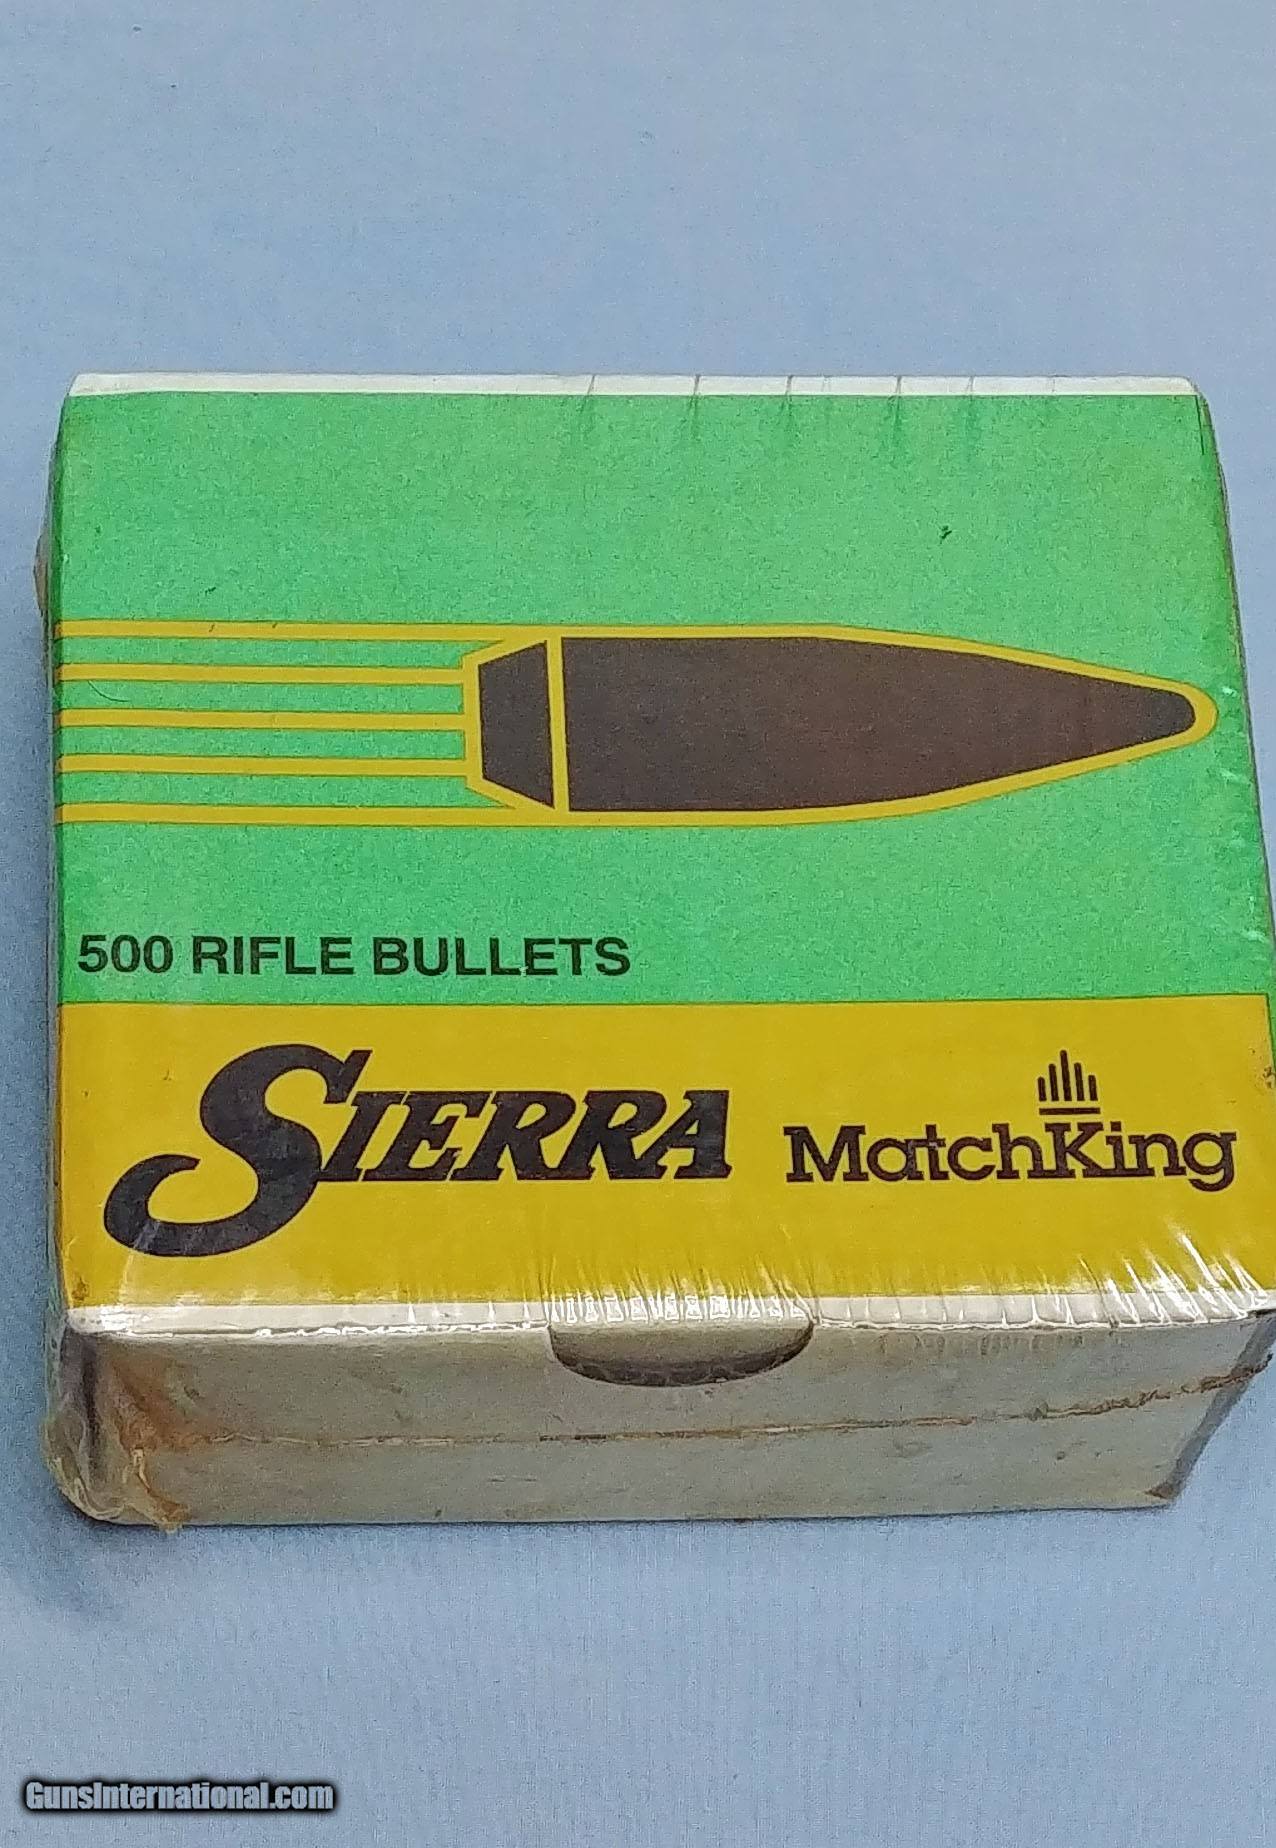 500 RIFLE BULLETS
SIERRA MatchKing
GunsInternational.com